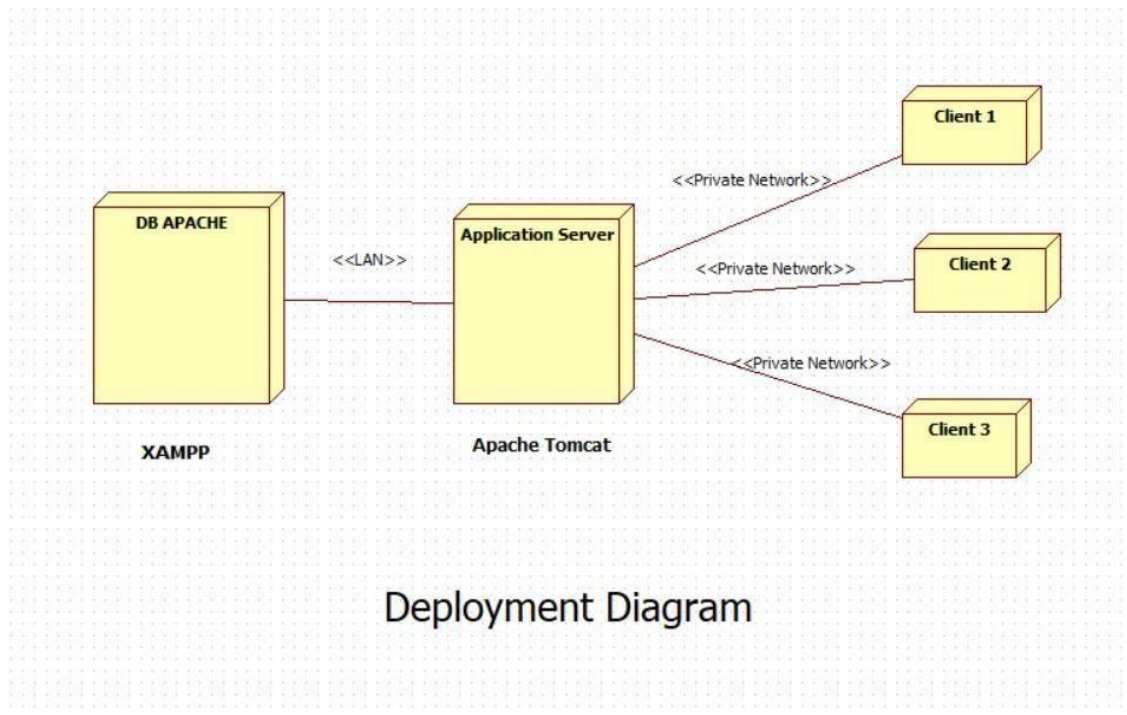 Client 1
<<Private Network>>
DB APACHE
Application Server
<<LAN>>
<<Private Network>>
Client 2
<<Private Network>>
Client 3
XAMPP
Apache Tomcat
Deployment Diagram